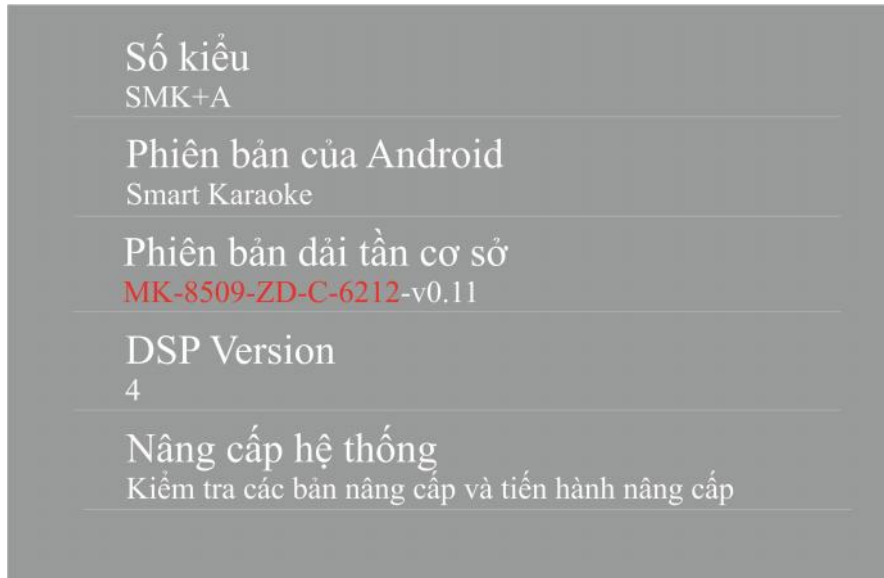 Số kiểu
SMK+A
Phiên bản của Android
Smart Karaoke
Phiên bản dải tần cơ sở
MK-8509-ZD-C-6212-v0.11
DSP Version
4
Nâng cấp hệ thống
Kiểm tra các bản nâng cấp và tiến hành nâng cấp